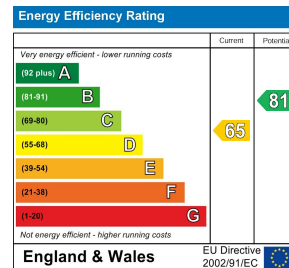 Energy Efficiency Rating
Current Potentia
Very energy efficient - lower running costs
(92 plus) A
(81-91) B
81
(69-80) C
65
(55-68) D
(39-54) E
(21-38) F
(1-20) G
Not energy efficient - higher running costs
England & Wales
EU Directive
2002/91/EC